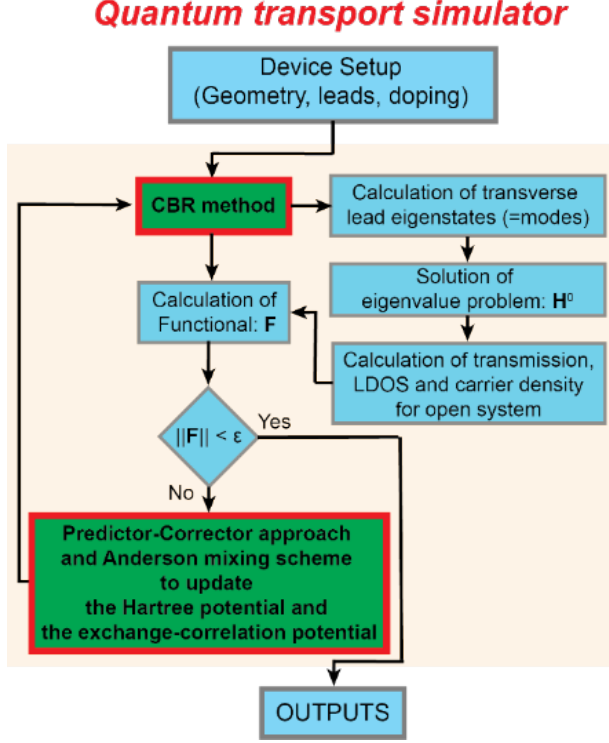 Quantum transport simulator
Device Setup
(Geometry, leads, doping)
CBR method
Calculation of transverse
lead eigenstates (=modes)
Solution of
eigenvalue problem: H⁰
Calculation of transmission,
LDOS and carrier density
for open system
Calculation of
Functional: F
||F|| < ε
Yes
No
Predictor-Corrector approach
and Anderson mixing scheme
to update
the Hartree potential and
the exchange-correlation potential
OUTPUTS